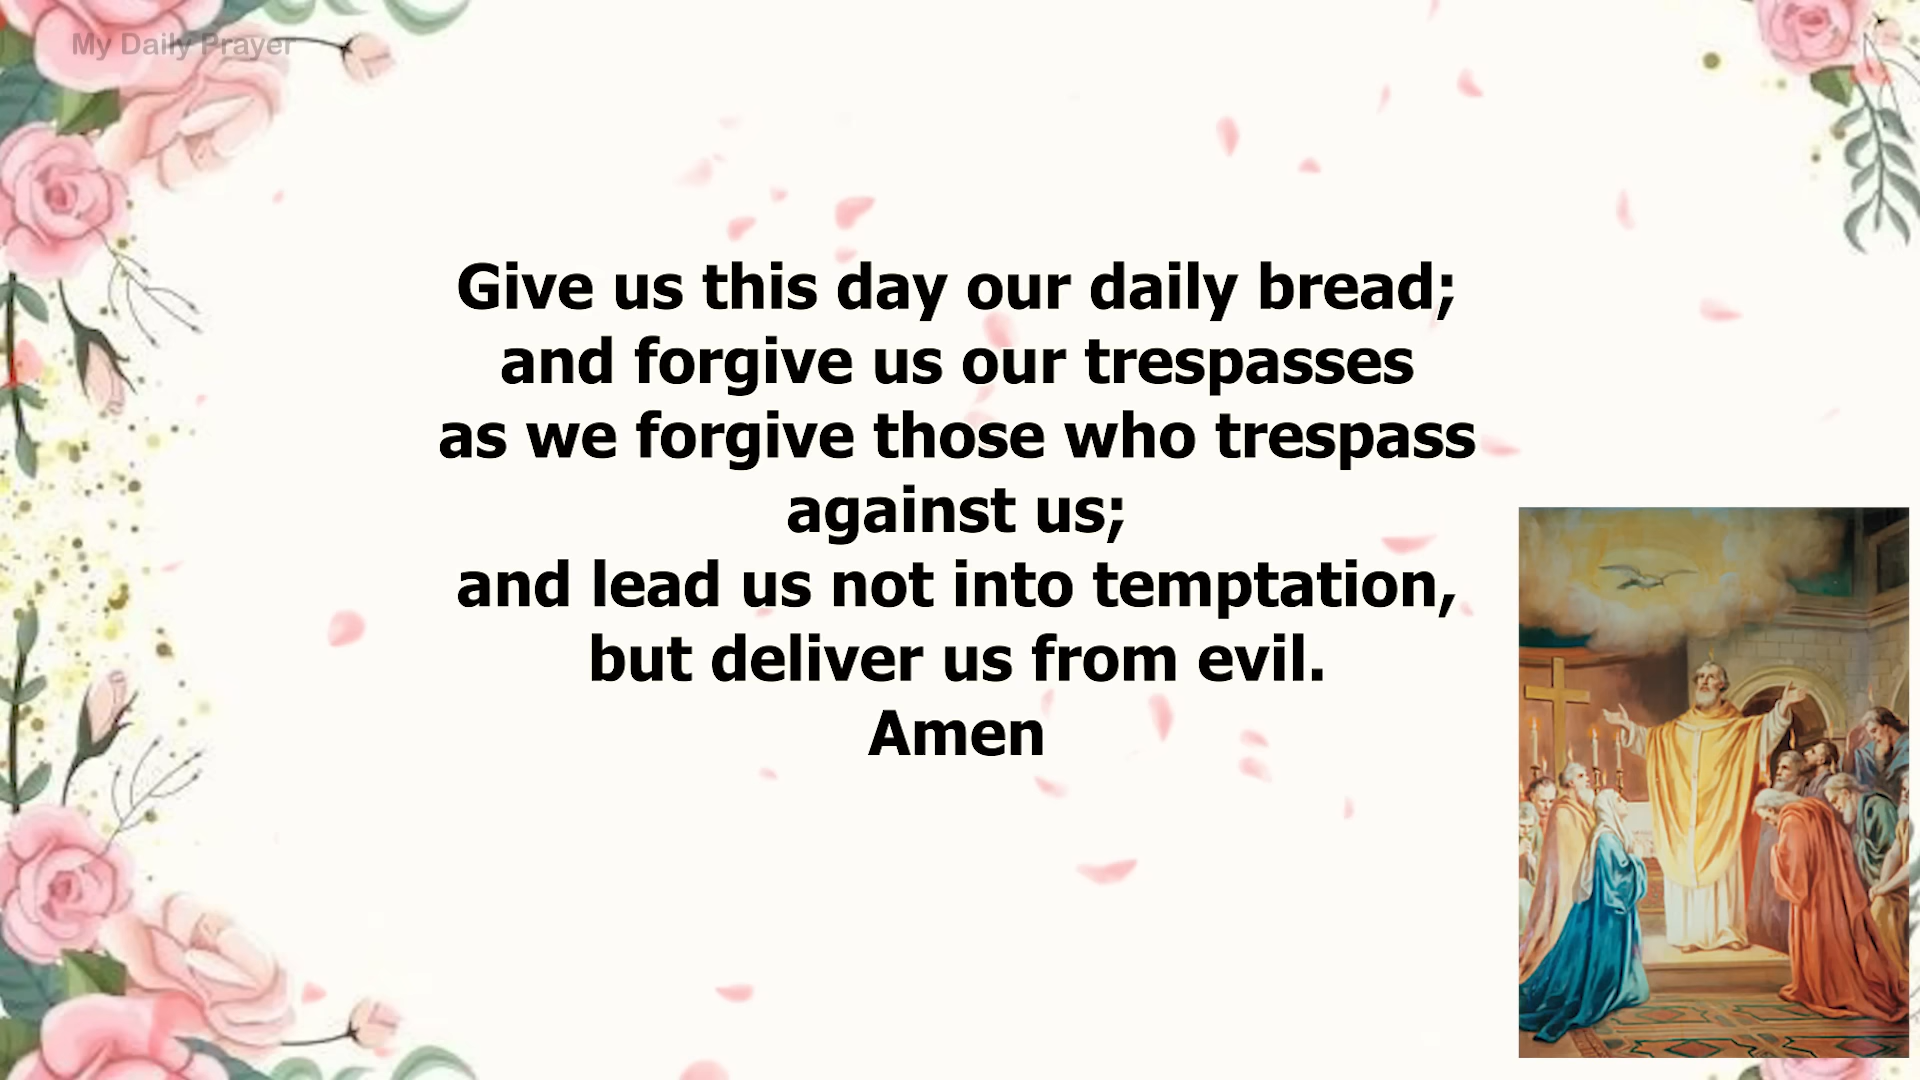 My Daily Prayer
Give us this day our daily bread;
and forgive us our trespasses
as we forgive those who trespass
against us;
and lead us not into temptation,
but deliver us from evil.
Amen